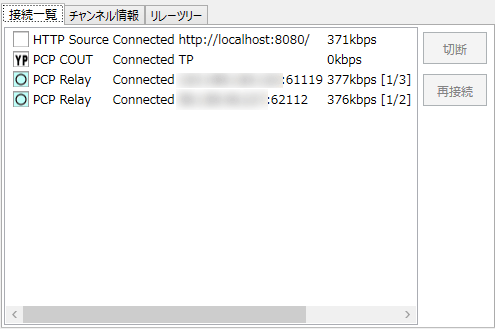 接続一覧 チャンネル情報 リレーツリー
HTTP Source Connected http://localhost:8080/ 371kbps
YP PCP COUT Connected TP 0kbps
PCP Relay Connected :61119 377kbps [1/3]
PCP Relay Connected :62112 376kbps [1/2]
切断
再接続